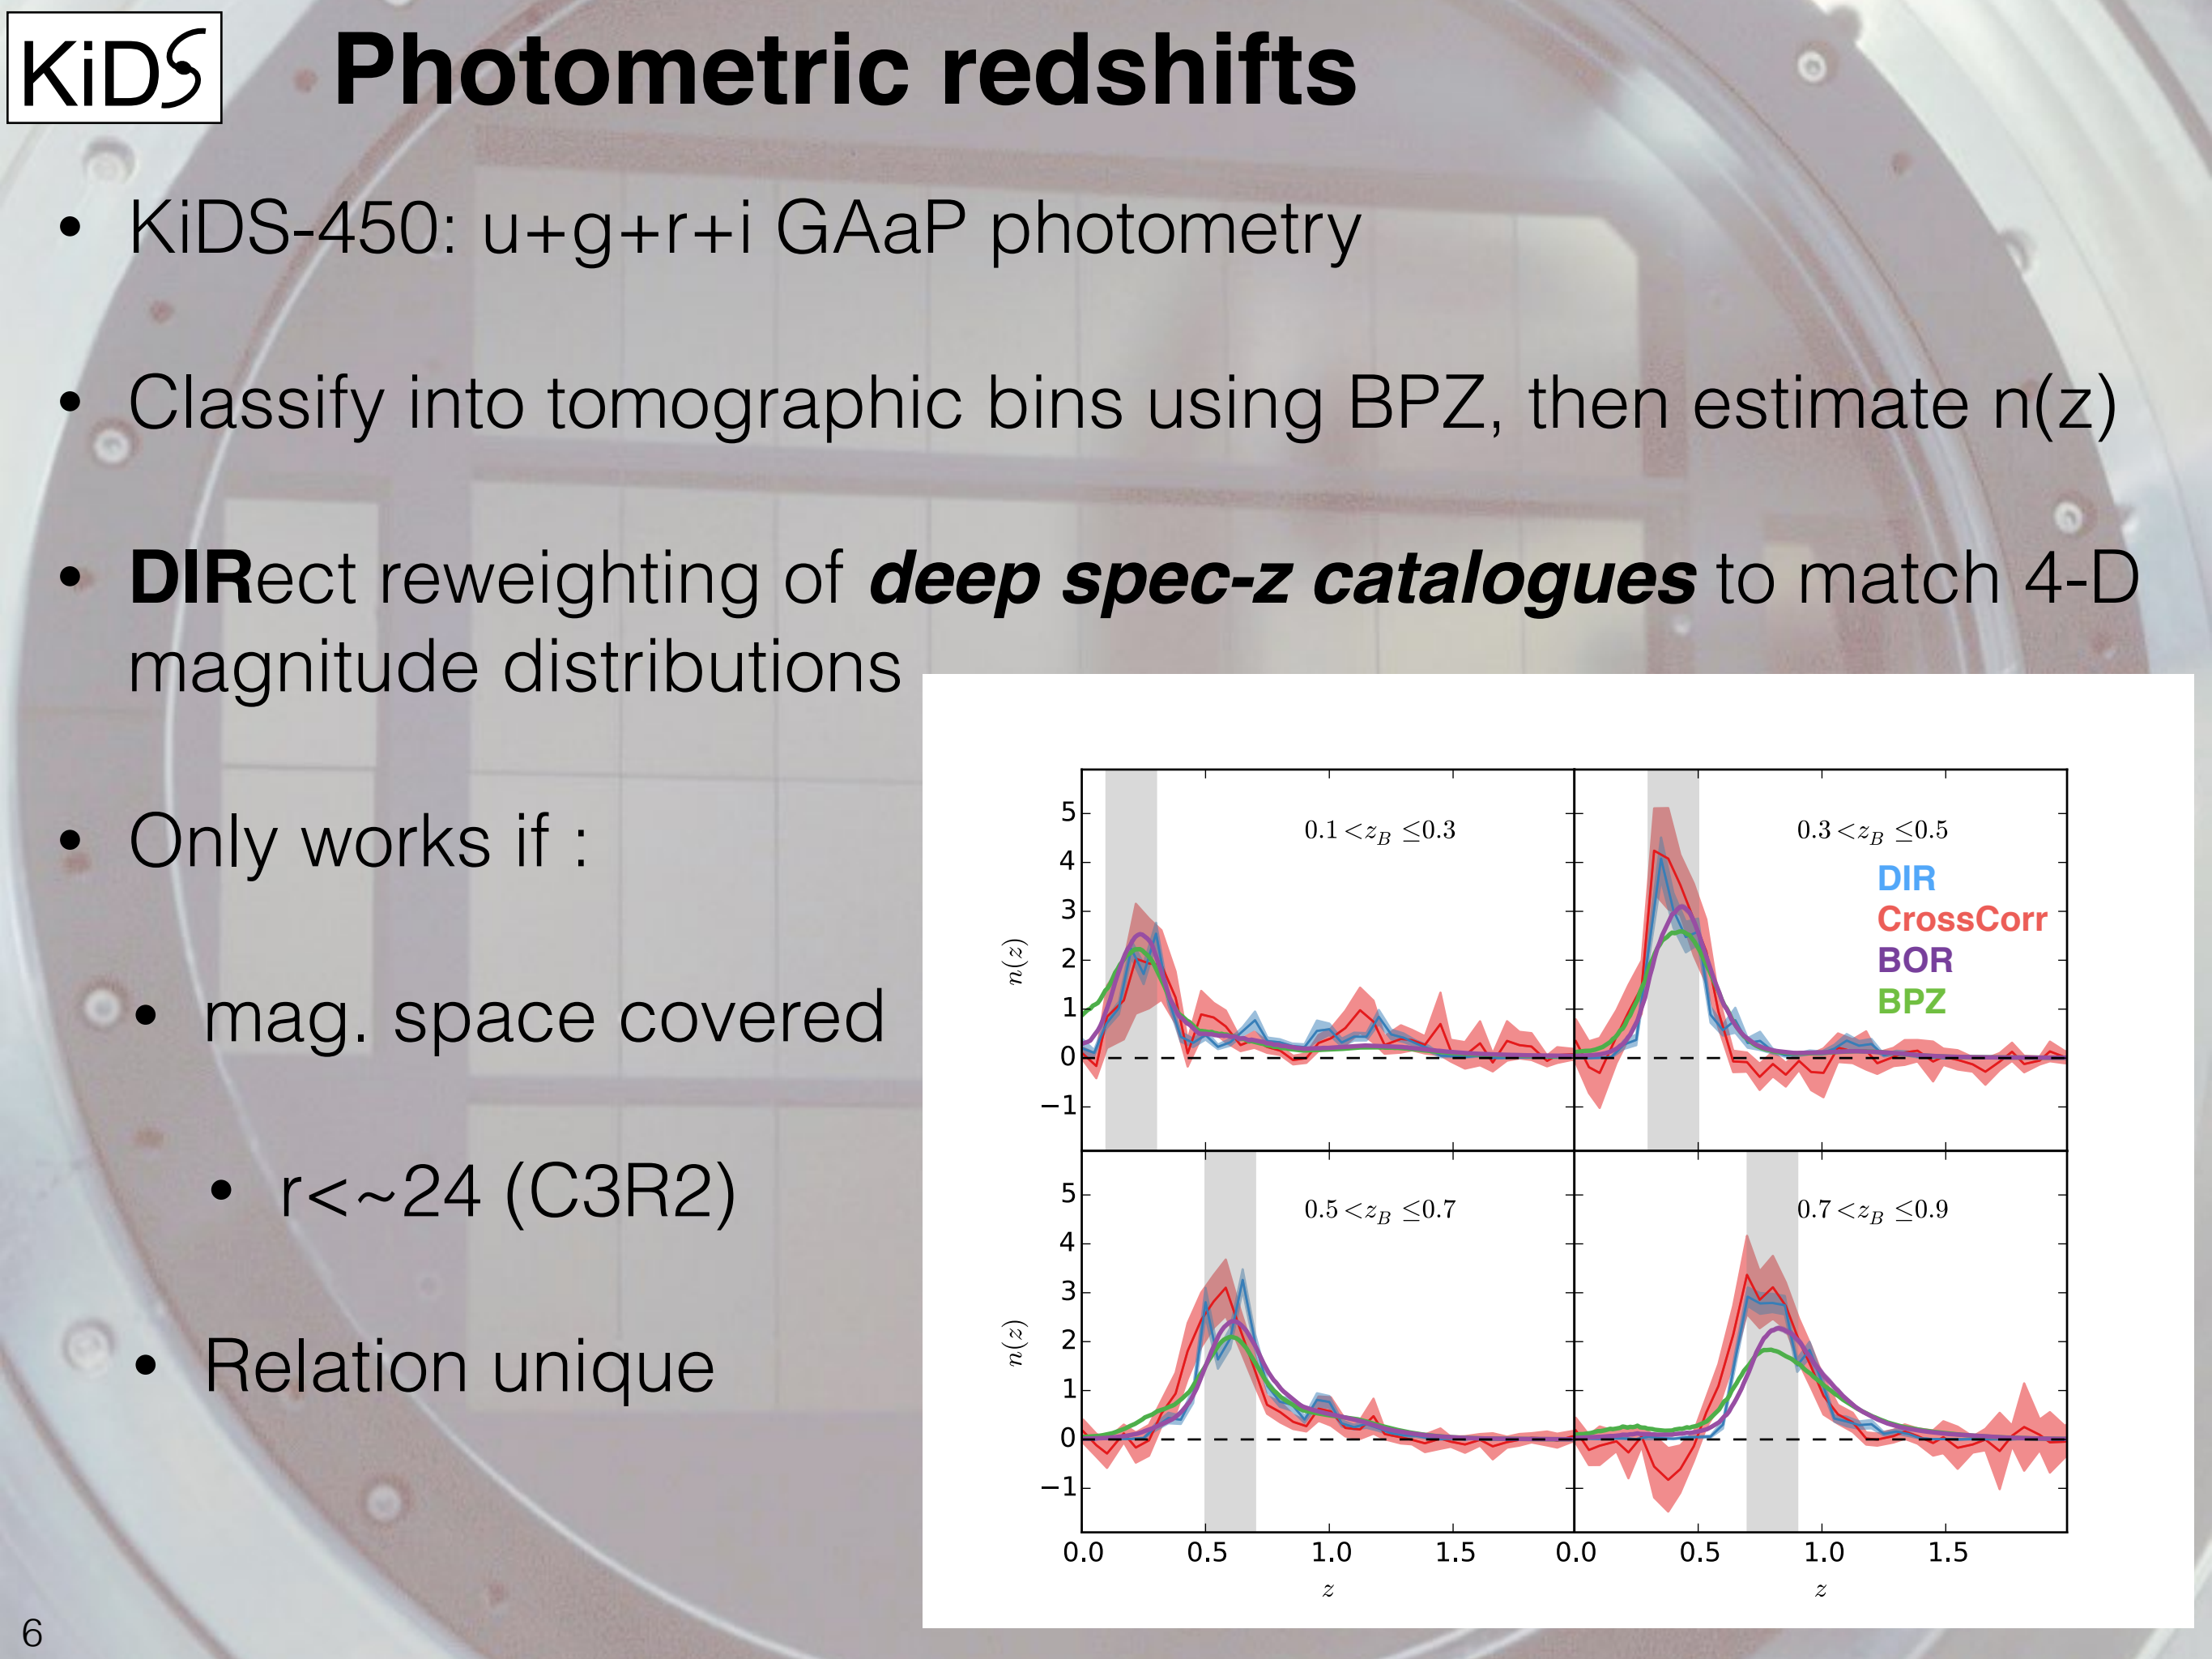 KiDS
Photometric redshifts
• KiDS-450: u+g+r+i GAaP photometry
• Classify into tomographic bins using BPZ, then estimate n(z)
• DIRect reweighting of deep spec-z catalogues to match 4-D
magnitude distributions
• Only works if :
• mag. space covered
• r<~24 (C3R2)
• Relation unique
0.1 <z_B ≤0.3
0.3 <z_B ≤0.5
DIR
CrossCorr
BOR
BPZ
5
4
3
2
1
0
−1
n(z)
0.5 <z_B ≤0.7
0.7 <z_B ≤0.9
5
4
3
2
1
0
−1
n(z)
0.0 0.5 1.0 1.5 0.0 0.5 1.0 1.5
z z
6